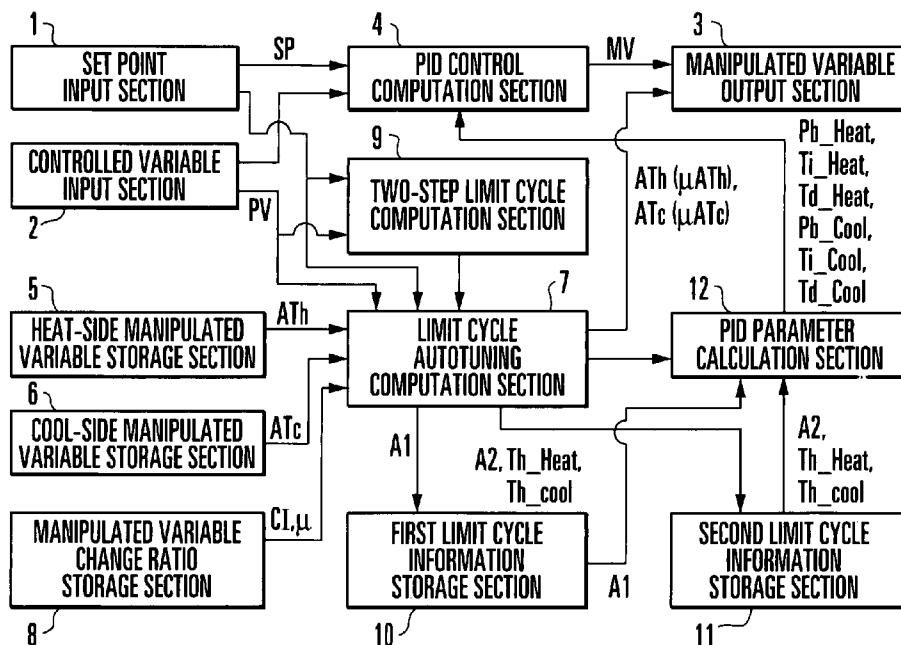 1
SET POINT
INPUT SECTION
SP
4
PID CONTROL
COMPUTATION SECTION
MV
3
MANIPULATED VARIABLE
OUTPUT SECTION
CONTROLLED VARIABLE
INPUT SECTION
2
PV
9
TWO-STEP LIMIT CYCLE
COMPUTATION SECTION
ATh (μATh),
ATc (μATc)
Pb_Heat,
Ti_Heat,
Td_Heat,
Pb_Cool,
Ti_Cool,
Td_Cool
5
HEAT-SIDE MANIPULATED
VARIABLE STORAGE SECTION
ATh
7
LIMIT CYCLE
AUTOTUNING
COMPUTATION SECTION
12
PID PARAMETER
CALCULATION SECTION
6
COOL-SIDE MANIPULATED
VARIABLE STORAGE SECTION
ATc
A1
A2, Th_Heat,
Th_cool
A2,
Th_Heat,
Th_cool
MANIPULATED VARIABLE
CHANGE RATIO
STORAGE SECTION
8
CI,μ
FIRST LIMIT CYCLE
INFORMATION
STORAGE SECTION
10
A1
SECOND LIMIT CYCLE
INFORMATION
STORAGE SECTION
11